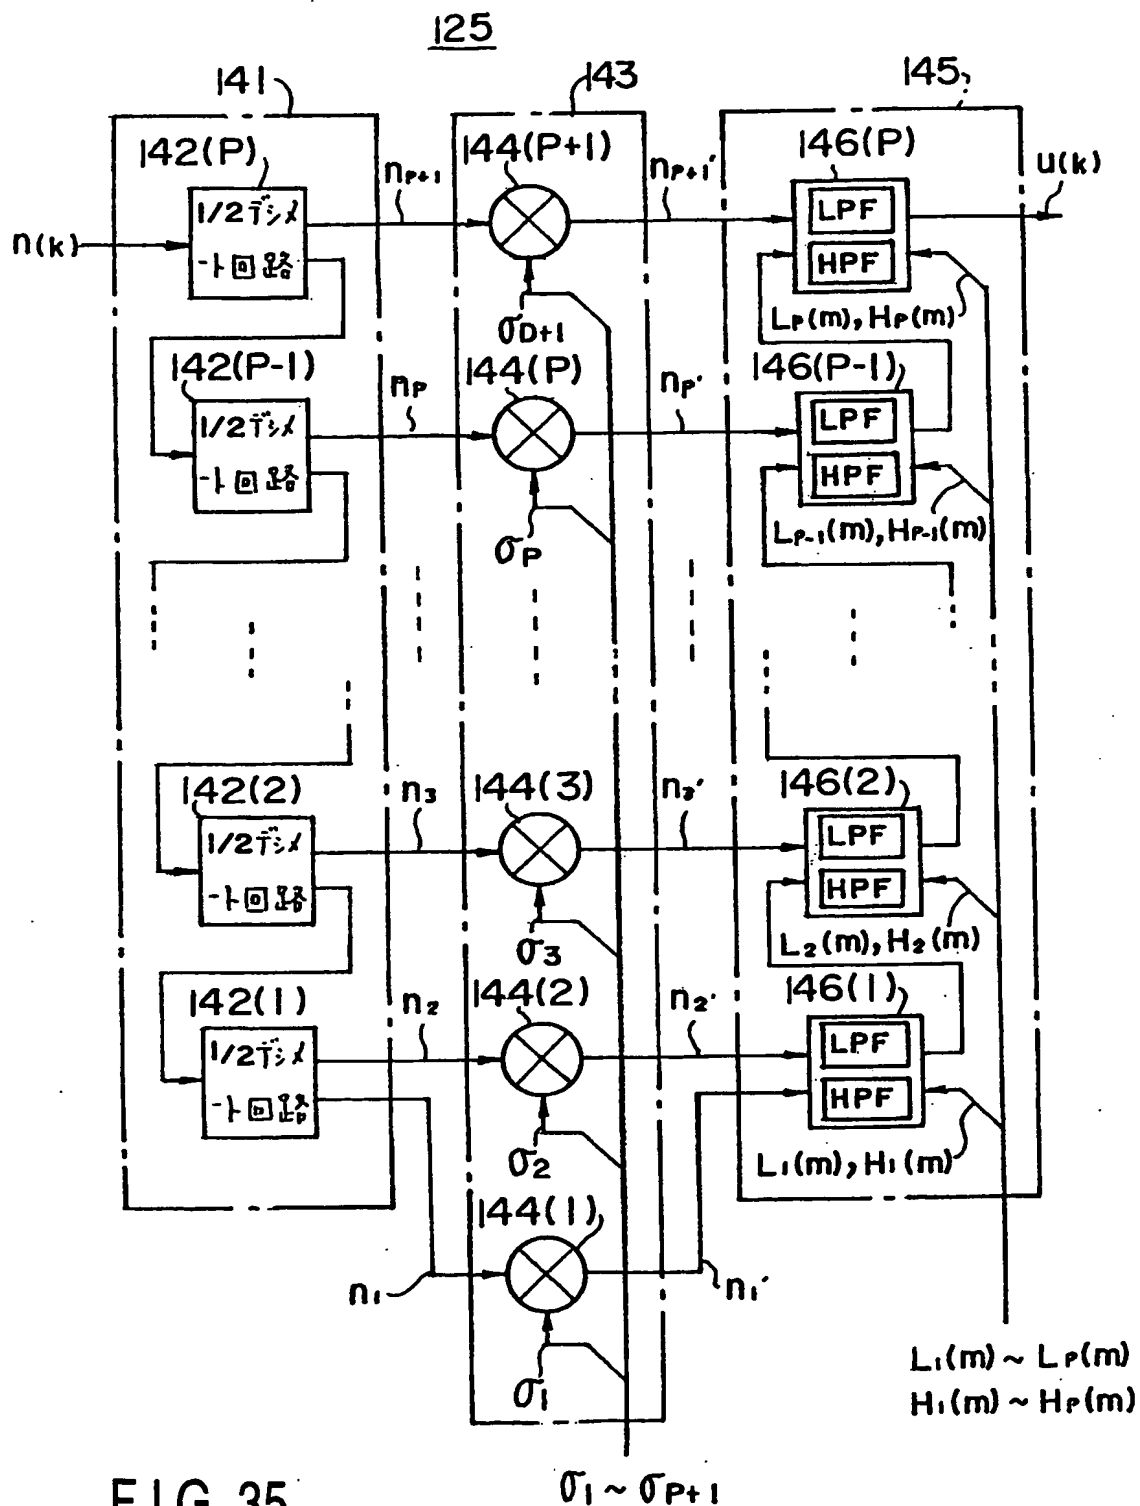 125
141
143
145
142(P)
144(P+1)
146(P)
n(k)
1/2デシメ
ート回路
nP+1
σD+1
nP+1'
LPF
HPF
u(k)
LP(m), HP(m)
142(P-1)
144(P)
146(P-1)
1/2デシメ
ート回路
nP
σP
nP'
LPF
HPF
LP-1(m), HP-1(m)
142(2)
144(3)
146(2)
1/2デシメ
ート回路
n3
σ3
n3'
LPF
HPF
L2(m), H2(m)
142(1)
144(2)
146(1)
1/2デシメ
ート回路
n2
σ2
n2'
LPF
HPF
L1(m), H1(m)
144(1)
n1
σ1
n1'
L1(m) ~ LP(m)
H1(m) ~ HP(m)
σ1 ~ σP+1
FIG. 35